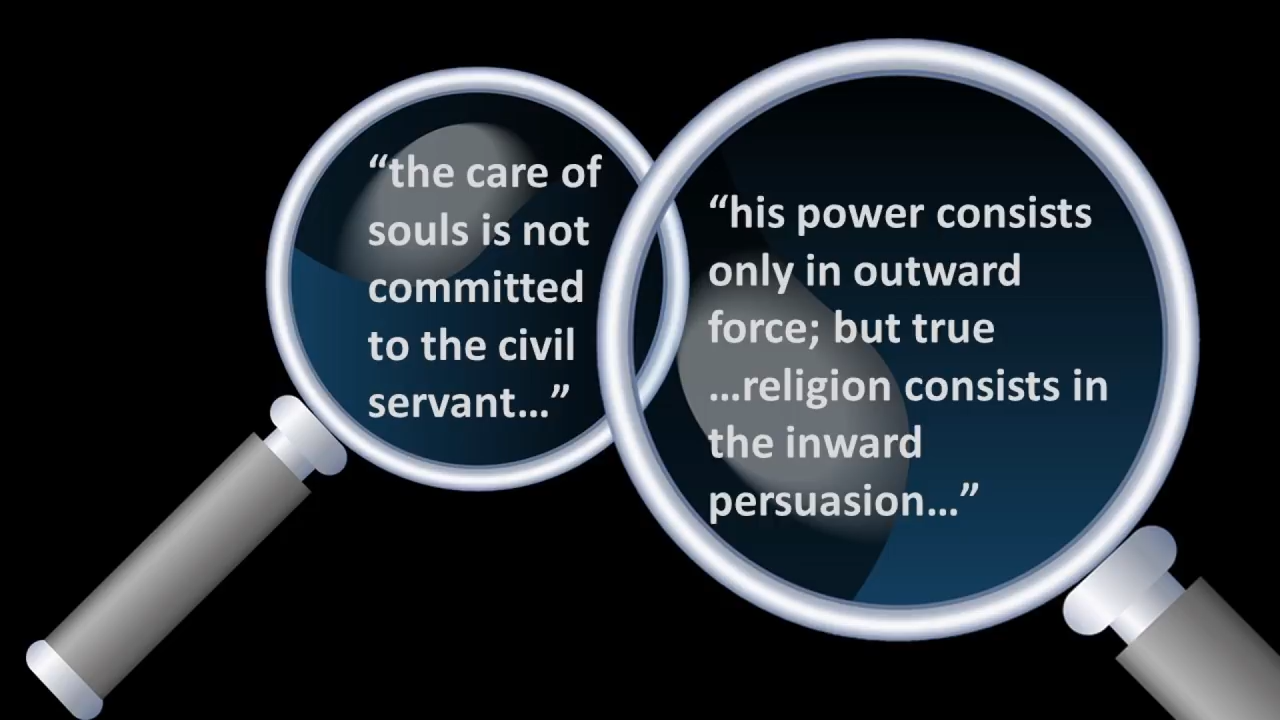 “the care of
souls is not
committed
to the civil
servant…”
“his power consists
only in outward
force; but true
…religion consists in
the inward
persuasion…”